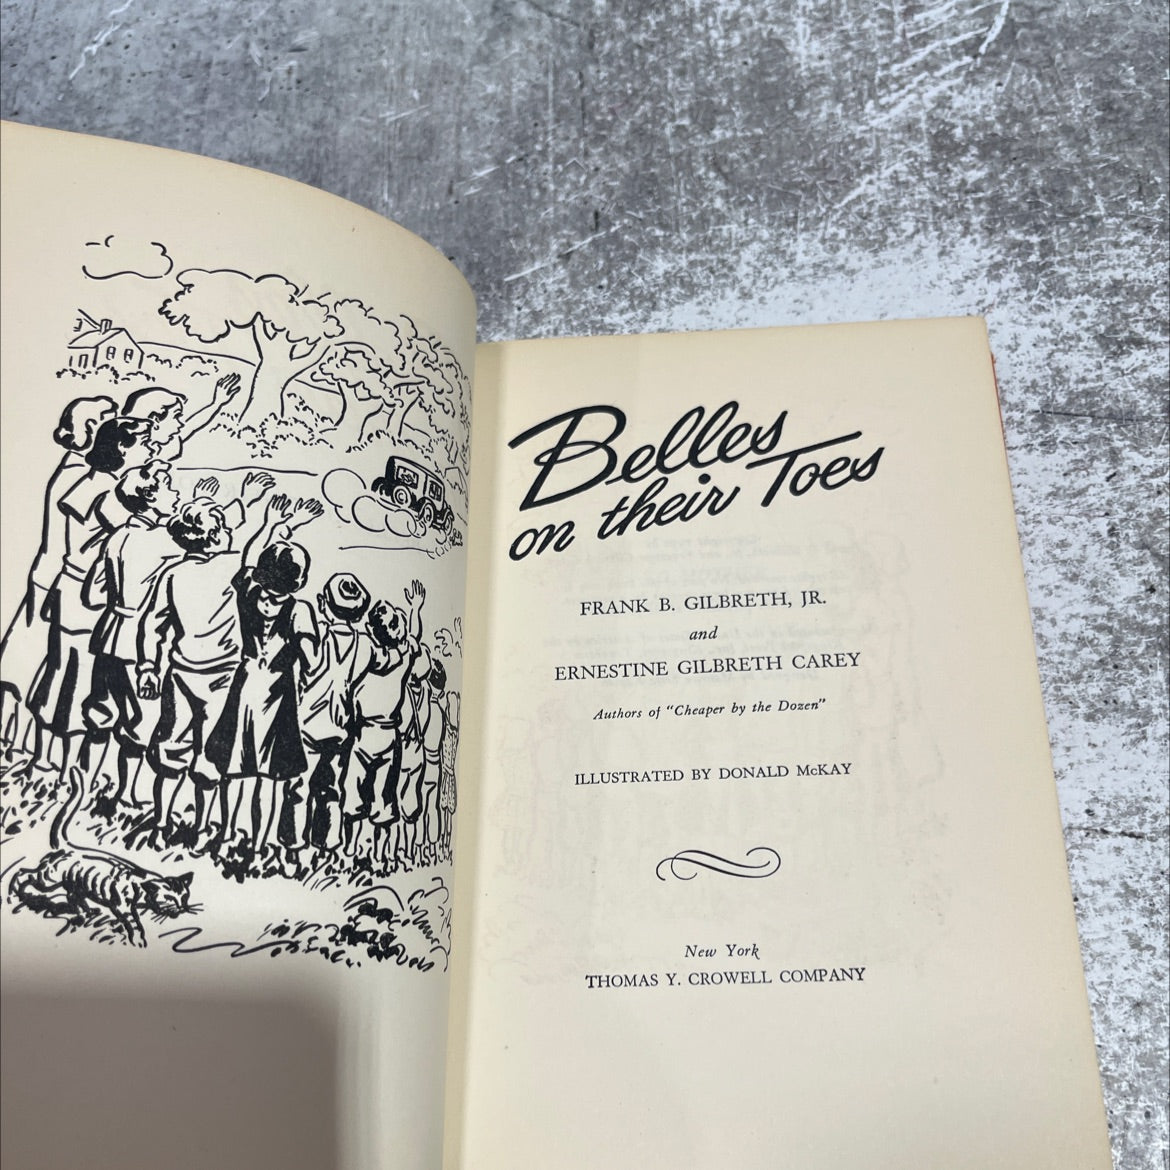 Belles
on their Toes
FRANK B. GILBRETH, JR.
and
ERNESTINE GILBRETH CAREY
Authors of "Cheaper by the Dozen"
ILLUSTRATED BY DONALD McKAY
New York
THOMAS Y. CROWELL COMPANY